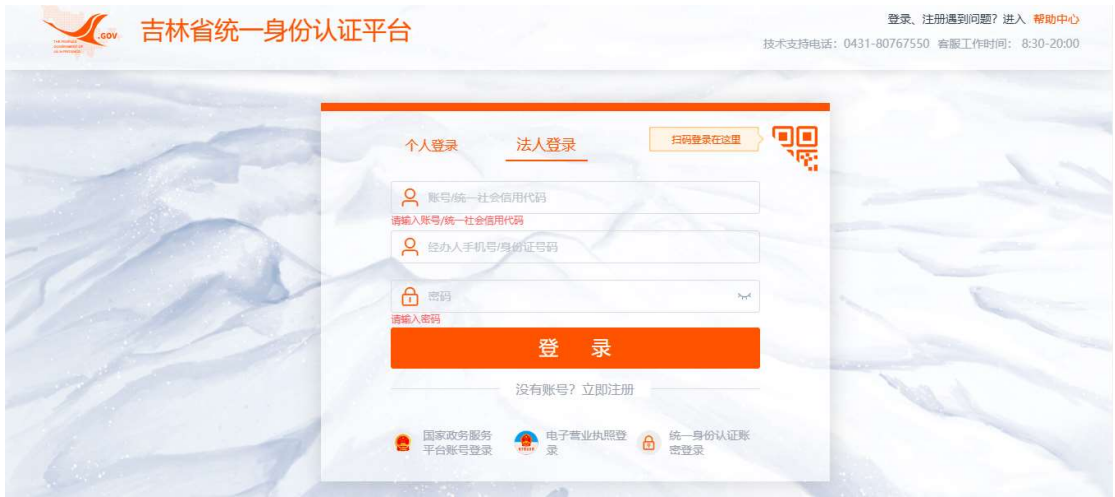 .GOV
吉林省统一身份认证平台
登录、注册遇到问题？进入 帮助中心
技术支持电话：0431-80767550 客服工作时间： 8:30-20:00
个人登录
法人登录
扫码登录在这里
账号/统一社会信用代码
请输入账号/统一社会信用代码
经办人手机号/身份证号码
密码
请输入密码
登 录
没有账号？立即注册
国家政务服务
平台账号登录
电子营业执照登
录
统一身份认证账
密登录